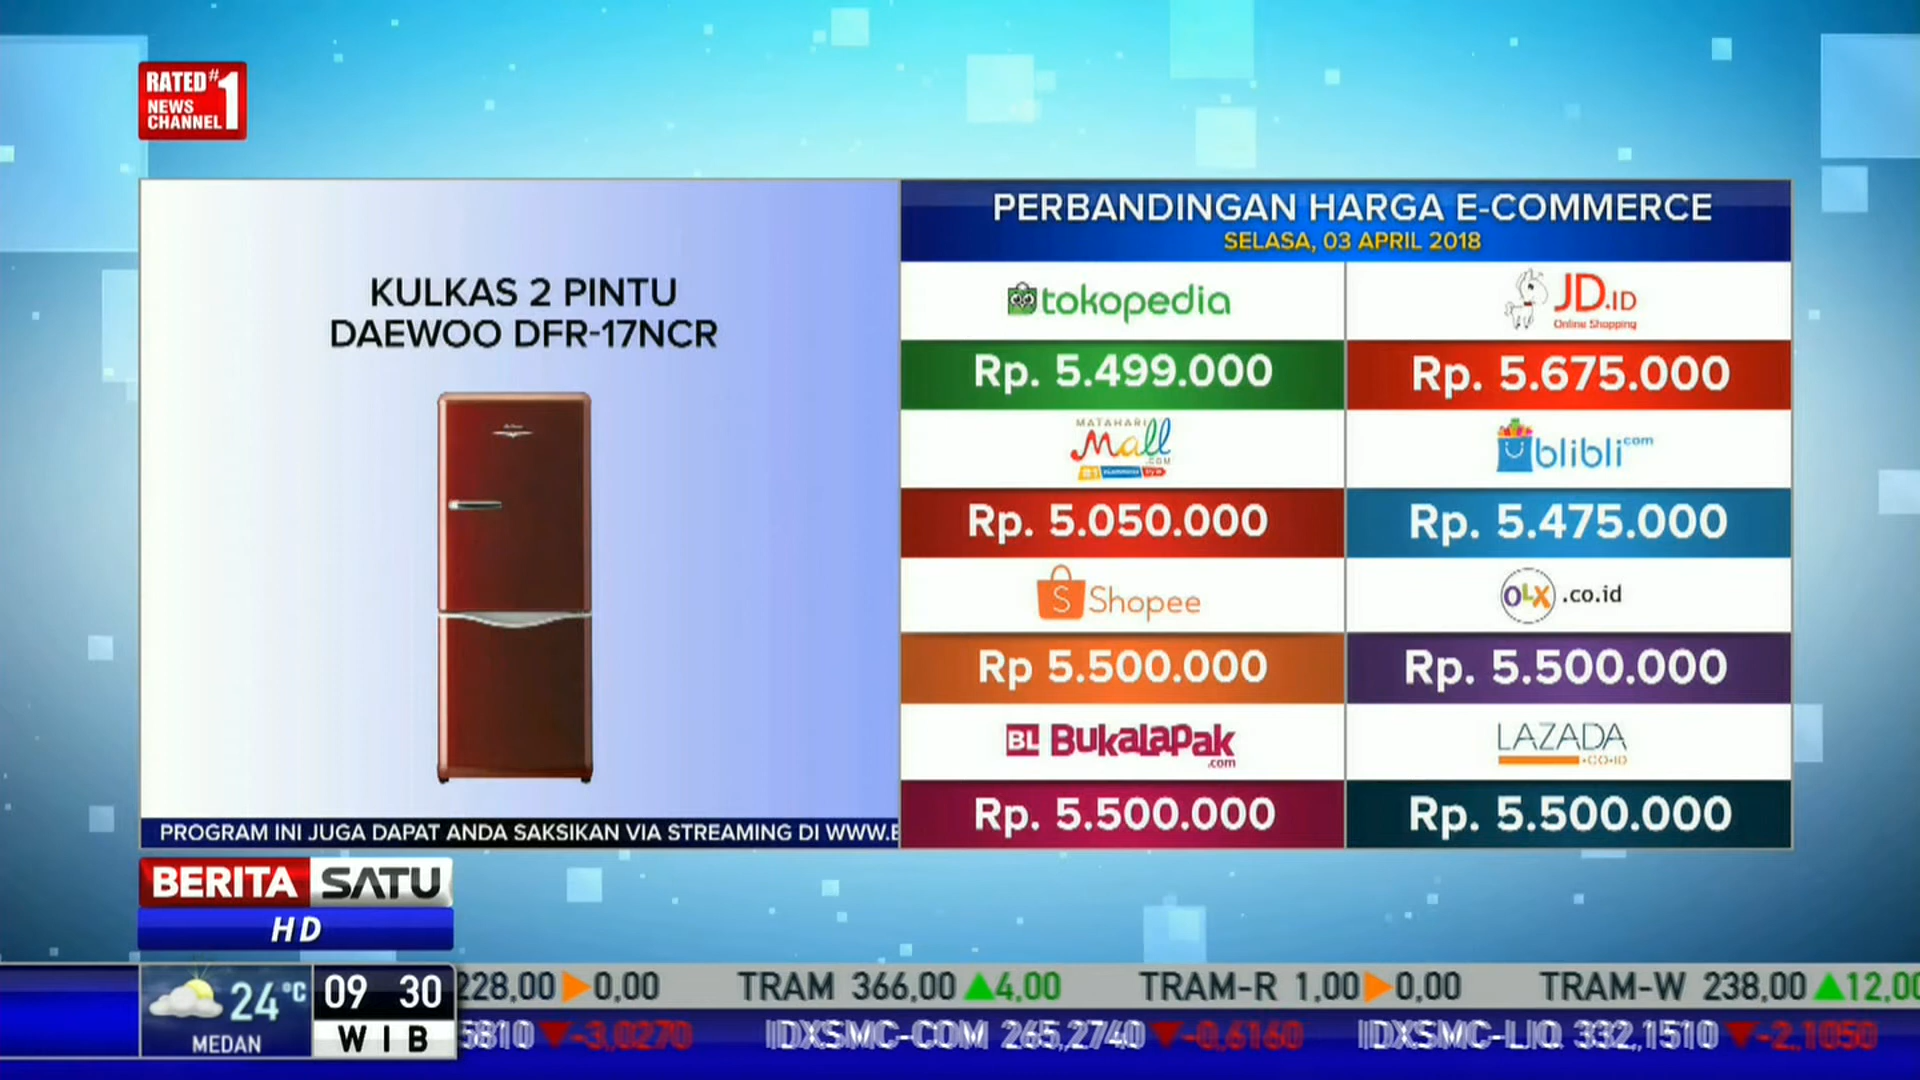 RATED #1
NEWS
CHANNEL
PERBANDINGAN HARGA E-COMMERCE
SELASA, 03 APRIL 2018
KULKAS 2 PINTU
DAEWOO DFR-17NCR
tokopedia
JD.ID
Online Shopping
Rp. 5.499.000
Rp. 5.675.000
MATAHARI
Mall
.COM
blibli.com
Rp. 5.050.000
Rp. 5.475.000
S Shopee
OLX .co.id
Rp 5.500.000
Rp. 5.500.000
BL BukalaPak
.com
LAZADA
.CO.ID
Rp. 5.500.000
Rp. 5.500.000
PROGRAM INI JUGA DAPAT ANDA SAKSIKAN VIA STREAMING DI WWW.
BERITA SATU
HD
24°C
MEDAN
09 30
WIB
228,00 ▶0,00 TRAM 366,00 ▲4,00 TRAM-R 1,00 ▶0,00 TRAM-W 238,00 ▲12,00
5810 ▼-3,0270 IDXSMC-COM 265,2740 ▼-0,6160 IDXSMC-LIQ 332,1510 ▼-2,1050